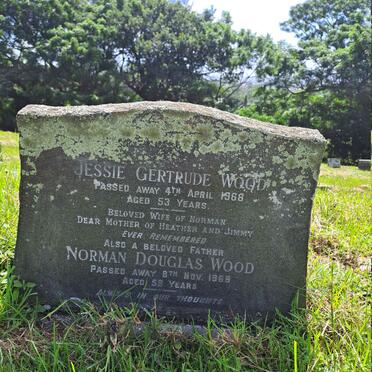 JESSIE GERTRUDE WOOD
PASSED AWAY 4TH APRIL 1968
AGED 53 YEARS.
BELOVED WIFE OF NORMAN
DEAR MOTHER OF HEATHER AND JIMMY
EVER REMEMBERED
ALSO A BELOVED FATHER
NORMAN DOUGLAS WOOD
PASSED AWAY 8TH NOV. 1969
AGED 59 YEARS
ALWAYS IN OUR THOUGHTS